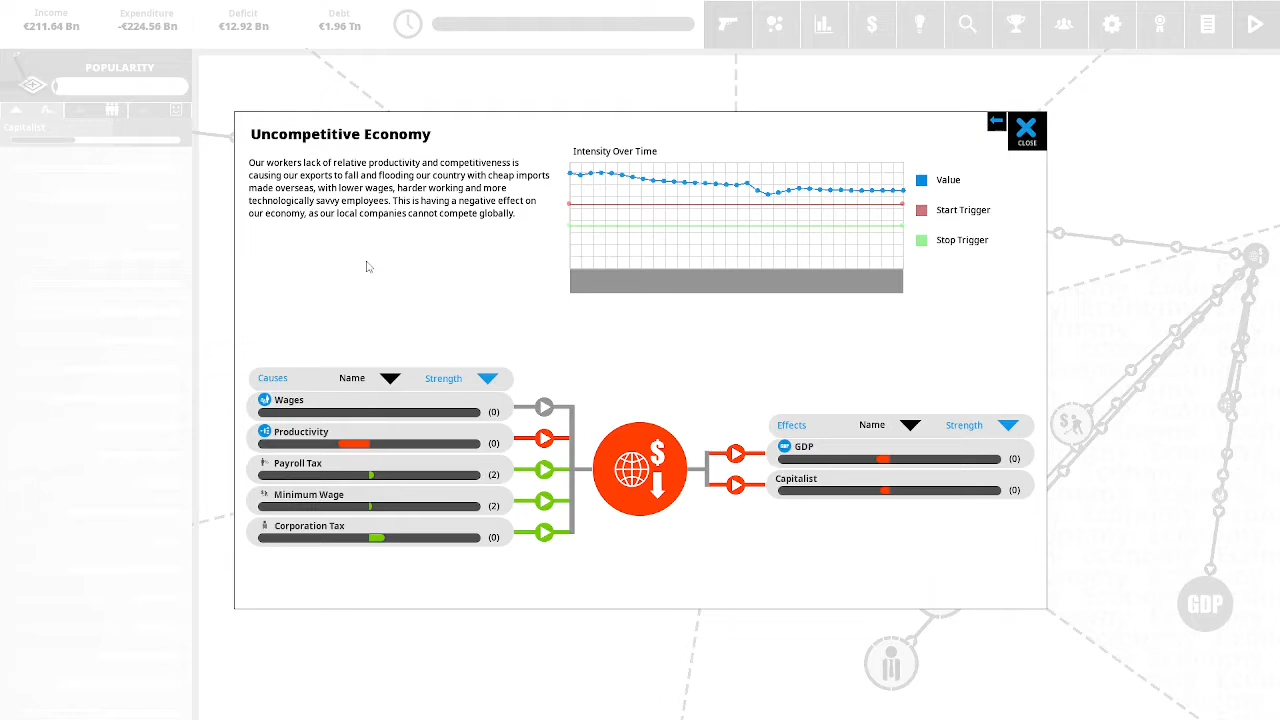 Income
Expenditure
Deficit
Debt
€211.64 Bn
-€224.56 Bn
€12.92 Bn
€1.96 Tn
POPULARITY
Capitalist
Uncompetitive Economy
CLOSE
Our workers lack of relative productivity and competitiveness is
causing our exports to fall and flooding our country with cheap imports
made overseas, with lower wages, harder working and more
technologically savy employees. This is having a negative effect on
our economy, as our local companies cannot compete globally.
Intensity Over Time
Value
Start Trigger
Stop Trigger
Causes
Name
Strength
Wages
(0)
Productivity
(0)
Payroll Tax
(2)
Minimum Wage
(2)
Corporation Tax
(0)
Effects
Name
Strength
GDP
(0)
Capitalist
(0)
GDP